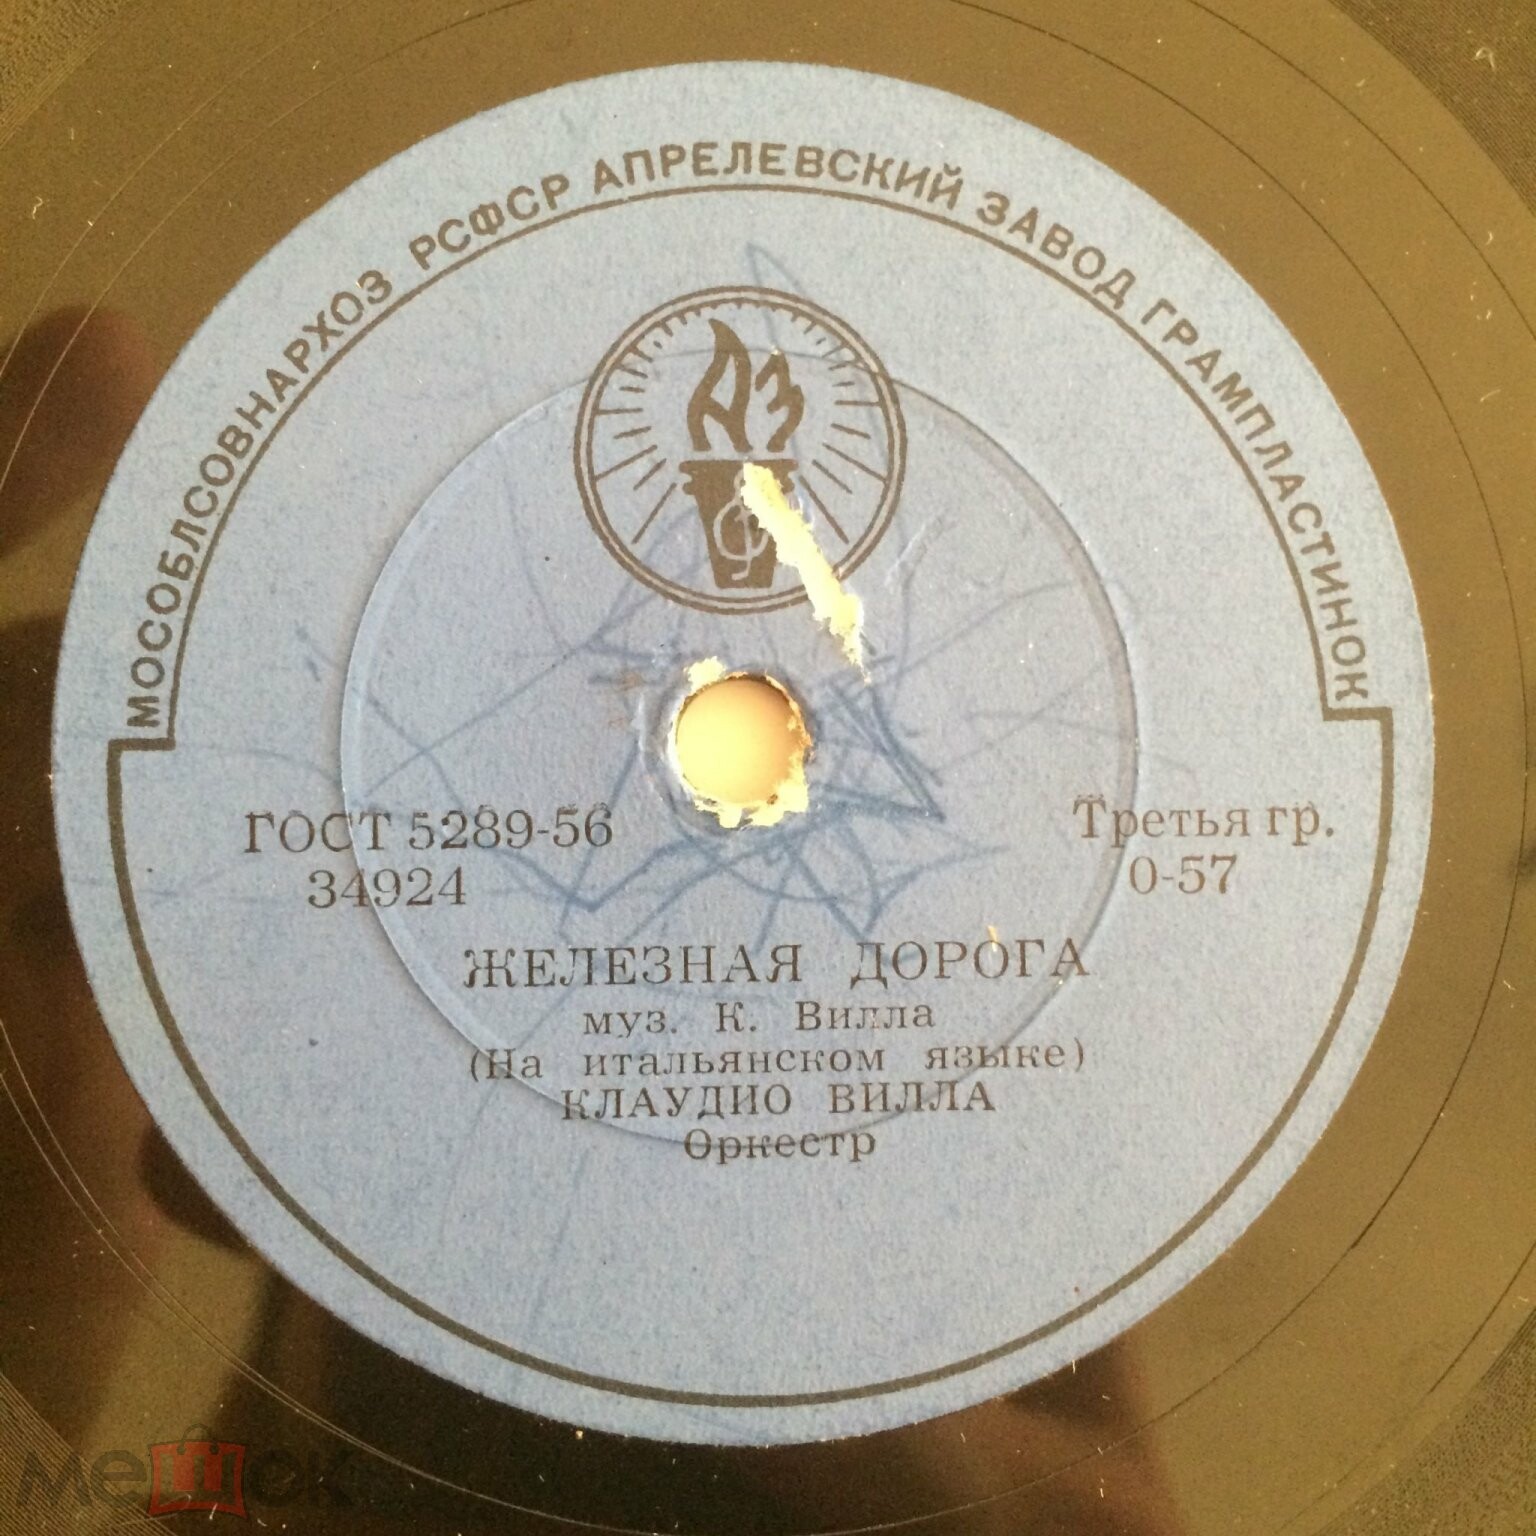 МОСОБЛСОВНАРХОЗ РСФСР АПРЕЛЕВСКИЙ ЗАВОД ГРАМПЛАСТИНОК
АЗ
ГОСТ 5289-56
34924
Третья гр.
0-57
ЖЕЛЕЗНАЯ ДОРОГА
муз. К. Вилла
(На итальянском языке)
КЛАУДИО ВИЛЛА
Оркестр
мешок